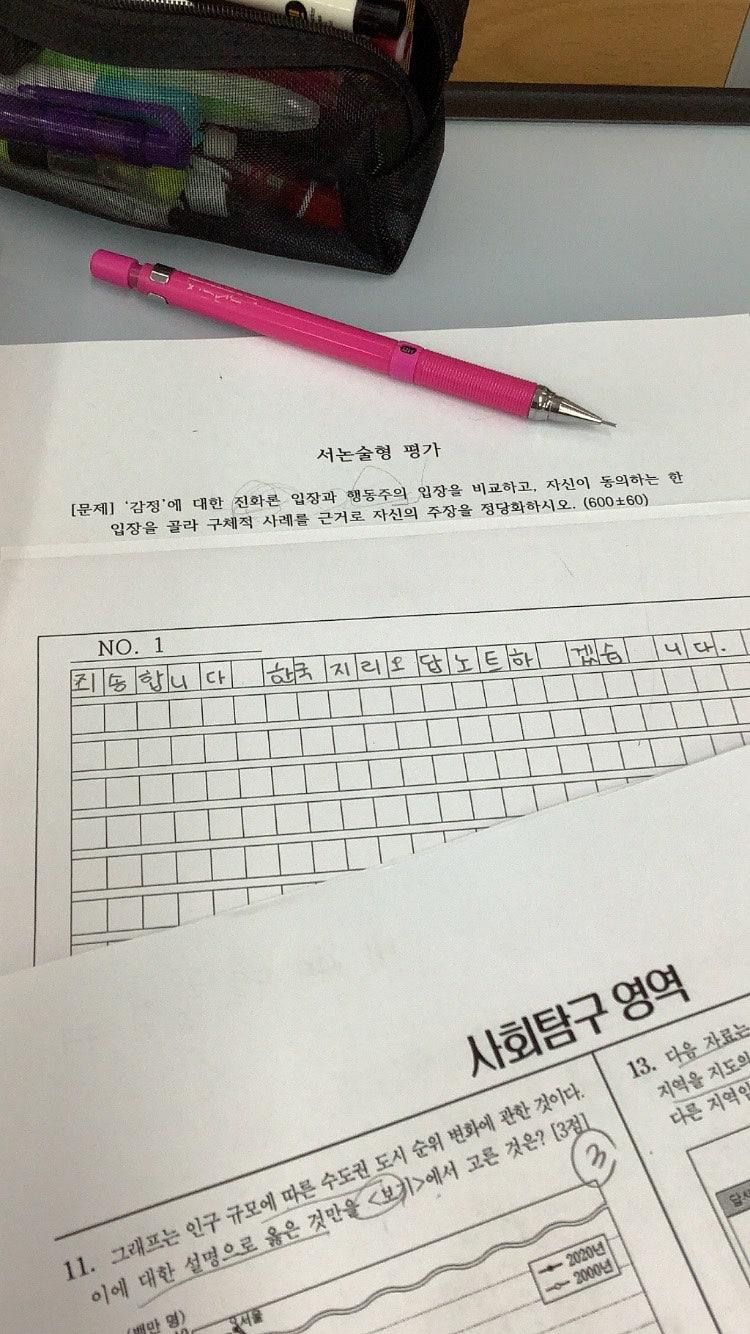 서논술형 평가
[문제] '감정'에 대한 진화론 입장과 행동주의 입장을 비교하고, 자신이 동의하는 한
입장을 골라 구체적 사례를 근거로 자신의 주장을 정당화하시오. (600±60)
NO. 1
죄송합니다 한국지리오답노트하 겠습 니다.
사회탐구 영역
11. 그래프는 인구 규모에 따른 수도권 도시 순위 변화에 관한 것이다.
이에 대한 설명으로 옳은 것만을 <보기>에서 고른 것은? [3점]
3
(백만 명)
서울
2020년
2000년
13. 다음 자료는
지역을 지도의
다른 지역입